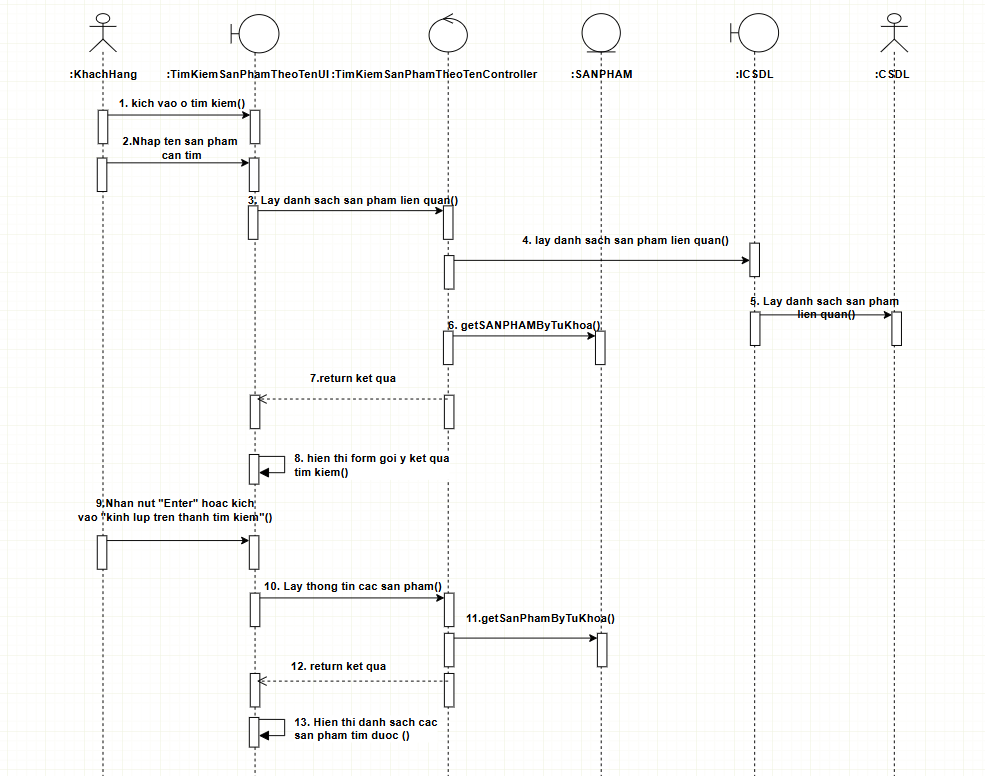 :KhachHang
:TimKiemSanPhamTheoTenUI
:TimKiemSanPhamTheoTenController
:SANPHAM
:ICSDL
:CSDL
1. kich vao o tim kiem()
2.Nhap ten san pham
can tim
3. Lay danh sach san pham lien quan()
4. lay danh sach san pham lien quan()
5. Lay danh sach san pham
lien quan()
6. getSANPHAMByTuKhoa()
7.return ket qua
8. hien thi form goi y ket qua
tim kiem()
9.Nhan nut "Enter" hoac kich
vao "kinh lup tren thanh tim kiem"()
10. Lay thong tin cac san pham()
11.getSanPhamByTuKhoa()
12. return ket qua
13. Hien thi danh sach cac
san pham tim duoc ()